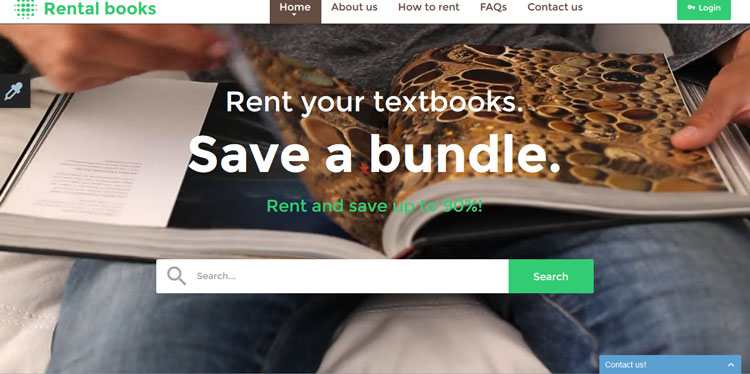 Rental books
Home About us How to rent FAQs Contact us
Login
Rent your textbooks.
Save a bundle.
Rent and save up to 90%!
Search... Search
Contact us!